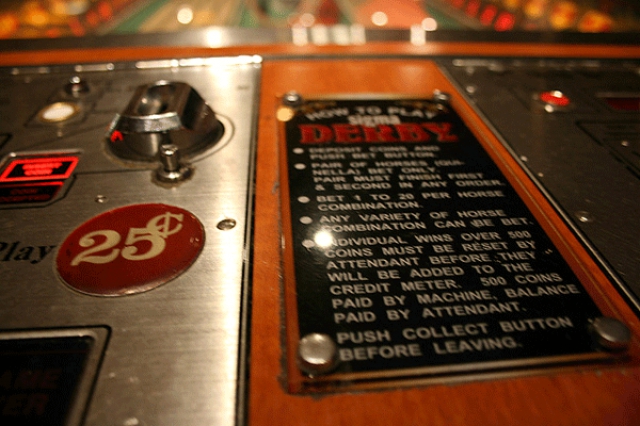 HOW TO PLAY
sigma
DERBY
DEPOSIT COINS AND
PUSH BET BUTTON.
PAIR OF HORSES (QUI-
NELLA) BET ONLY.
PAIR MUST FINISH FIRST
& SECOND IN ANY ORDER.
BET 1 TO 20 PER HORSE
COMBINATION.
ANY VARIETY OF HORSE
COMBINATION CAN BE BET.
INDIVIDUAL WINS OVER 500
COINS MUST BE RESET BY
ATTENDANT BEFORE THEY
WILL BE ADDED TO THE
CREDIT METER. 500 COINS
PAID BY MACHINE, BALANCE
PAID BY ATTENDANT.
PUSH COLLECT BUTTON
BEFORE LEAVING.
Play
25¢